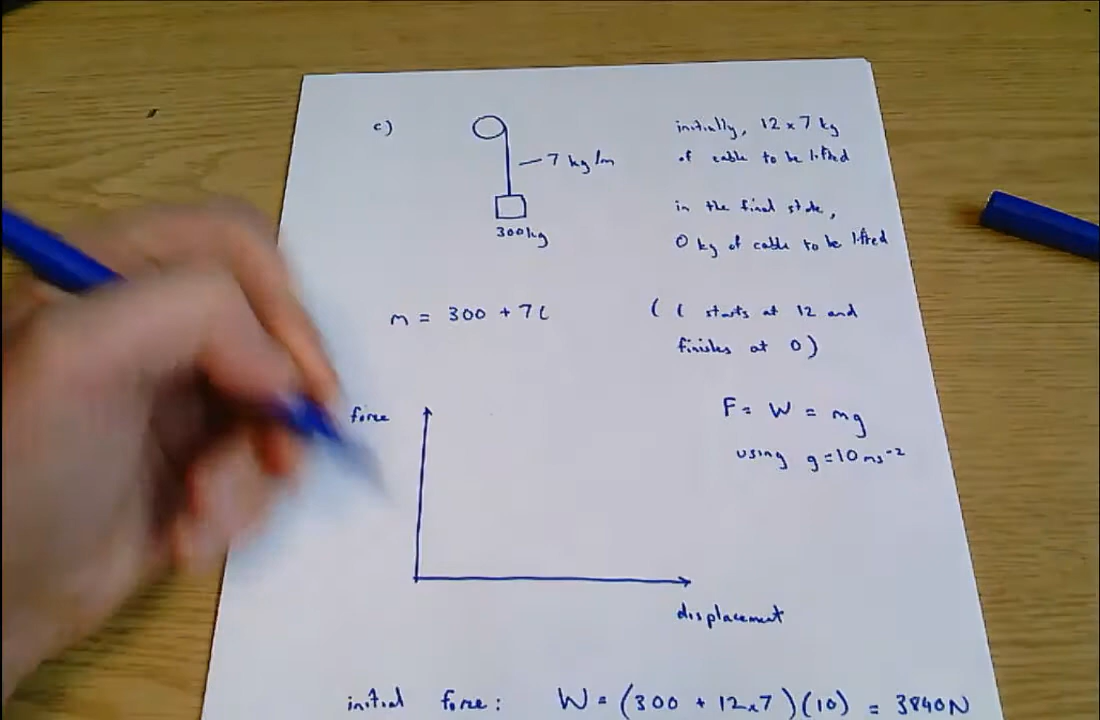 c)
7 kg/m
300kg
initially, 12 x 7 kg
of cable to be lifted
in the final state,
0 kg of cable to be lifted
m = 300 + 7l
( l starts at 12 and
finishes at 0)
force
F = W = mg
using g=10 ms⁻²
displacement
initial force: W = (300 + 12x7)(10) = 3840N